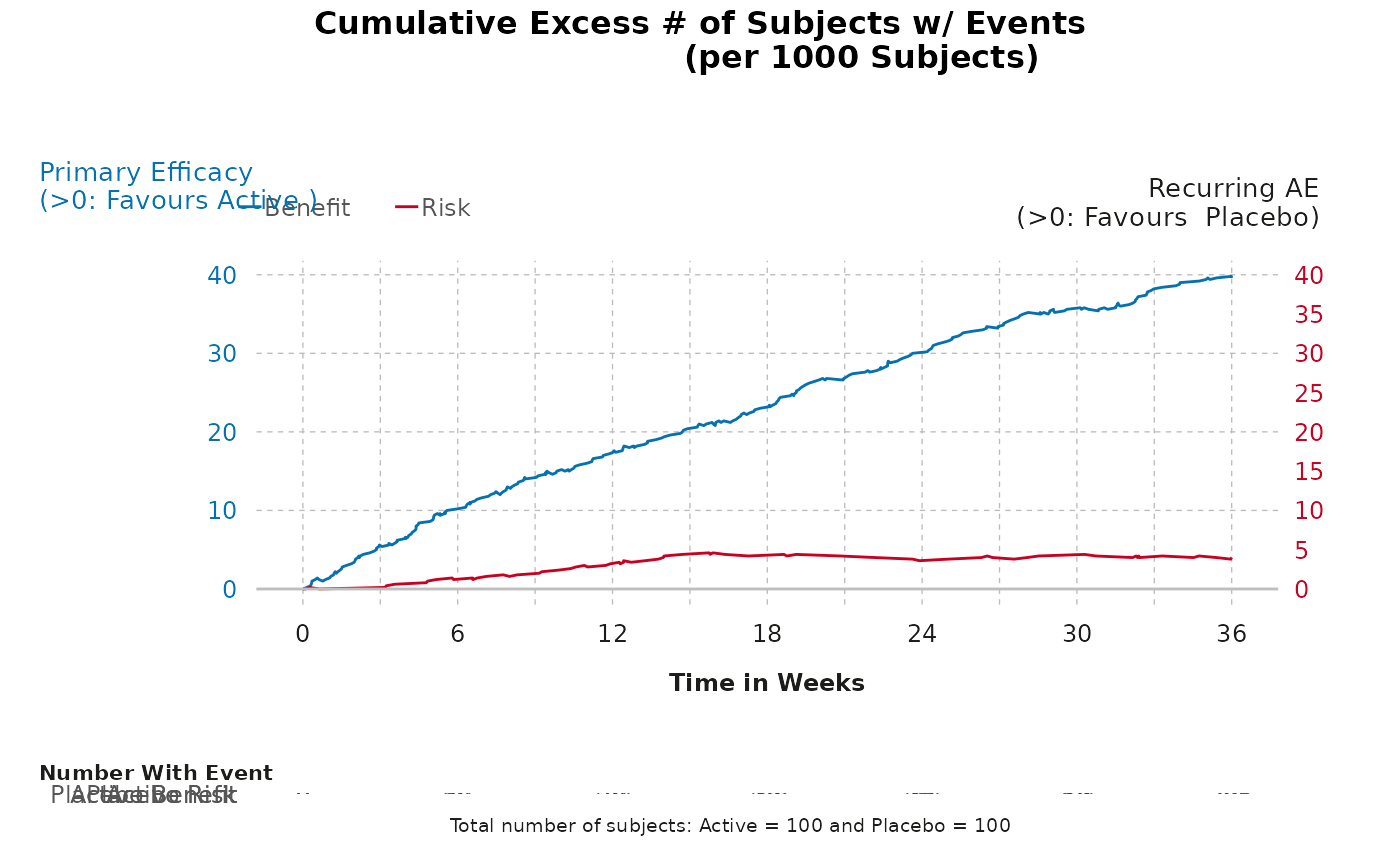 Cumulative Excess # of Subjects w/ Events
(per 1000 Subjects)
Primary Efficacy
(>0: Favours Active )
Benefit
Risk
Recurring AE
(>0: Favours  Placebo)
40
30
20
10
0
40
35
30
25
20
15
10
5
0
0 6 12 18 24 30 36
Time in Weeks
Number With Event
Total number of subjects: Active = 100 and Placebo = 100